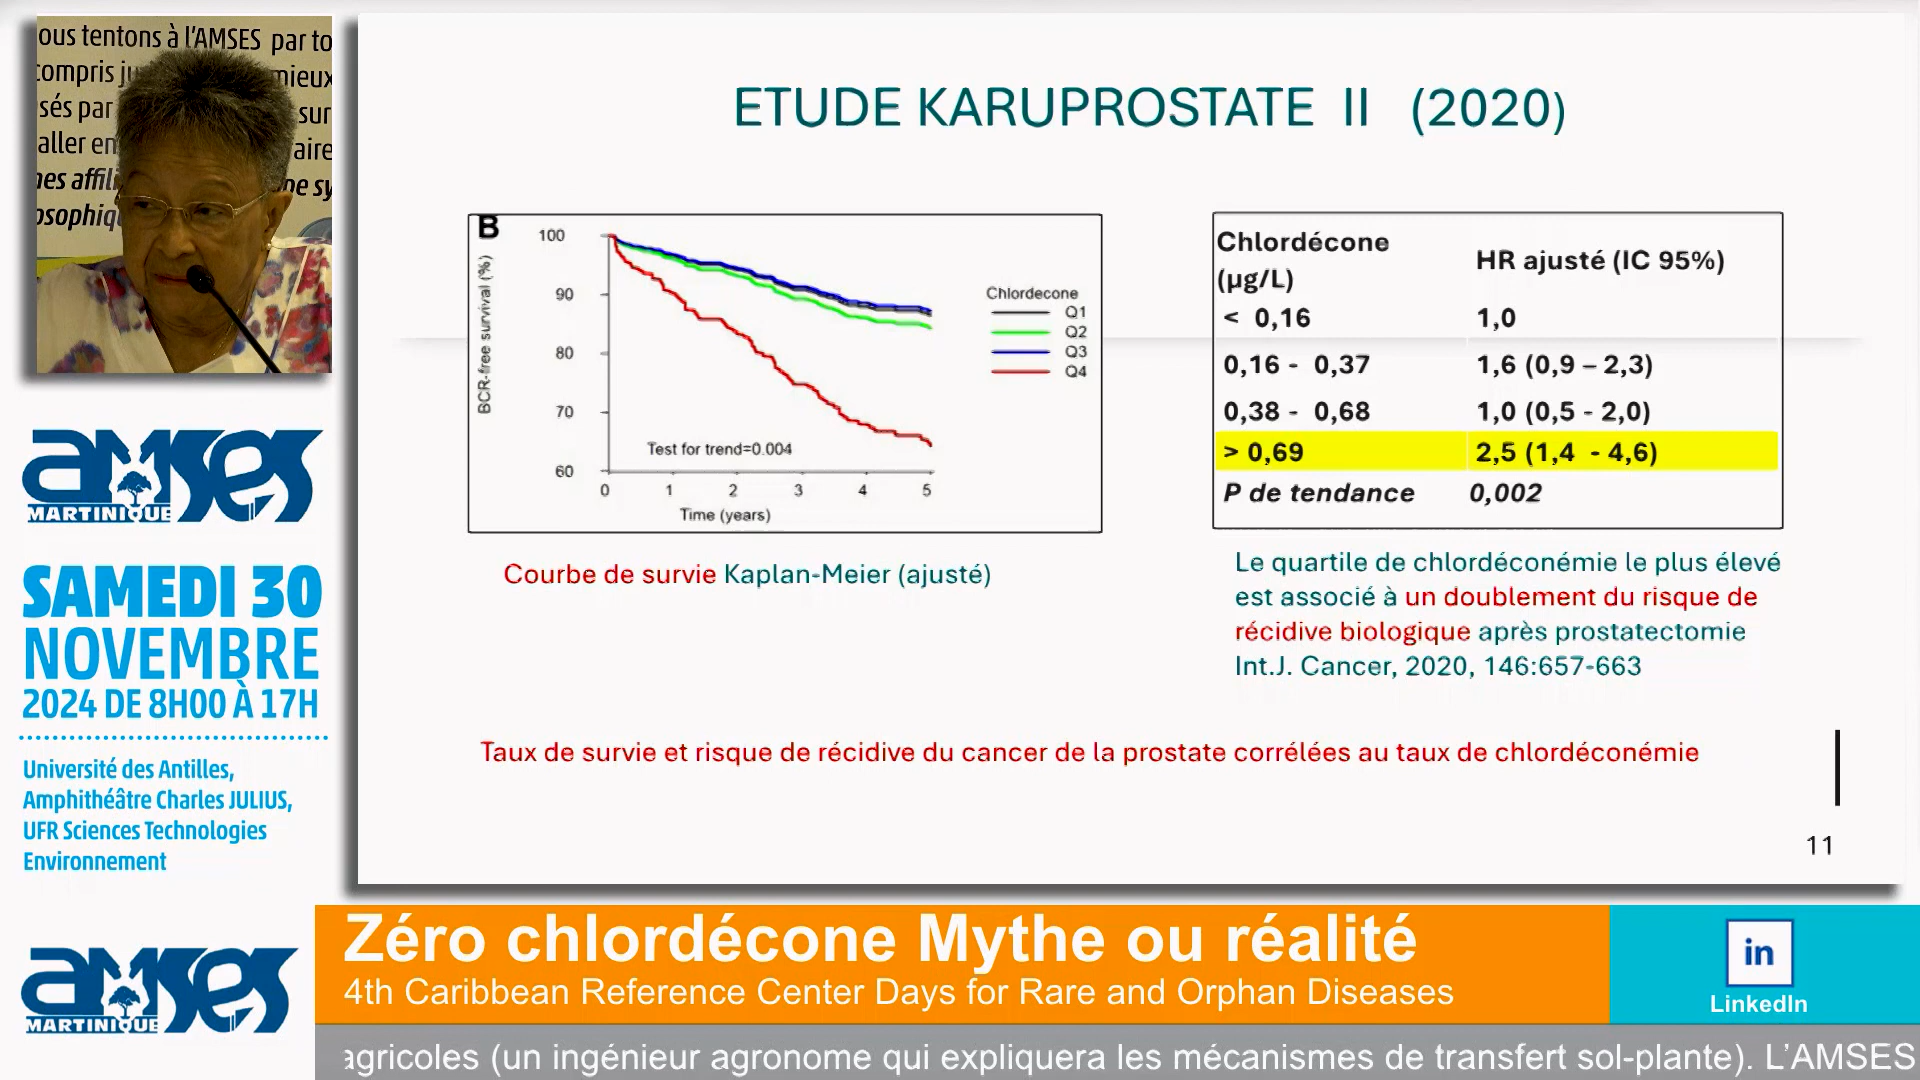 ous tentons à l'AMSES par to
compris ju mieux
sés par sur
aller en aire
nes affili pe sy
osophiq
AMSES
MARTINIQUE
SAMEDI 30
NOVEMBRE
2024 DE 8H00 À 17H
Université des Antilles,
Amphithéâtre Charles JULIUS,
UFR Sciences Technologies
Environnement
AMSES
MARTINIQUE
ETUDE KARUPROSTATE II (2020)
B
BCR-free survival (%)
100
90
80
70
60
Test for trend=0.004
0 1 2 3 4 5
Time (years)
Chlordecone
Q1
Q2
Q3
Q4
Courbe de survie Kaplan-Meier (ajusté)
Chlordécone
(µg/L) HR ajusté (IC 95%)
< 0,16 1,0
0,16 - 0,37 1,6 (0,9 – 2,3)
0,38 - 0,68 1,0 (0,5 - 2,0)
> 0,69 2,5 (1,4 - 4,6)
P de tendance 0,002
Le quartile de chlordéconémie le plus élevé
est associé à un doublement du risque de
récidive biologique après prostatectomie
Int.J. Cancer, 2020, 146:657-663
Taux de survie et risque de récidive du cancer de la prostate corrélées au taux de chlordéconémie
11
Zéro chlordécone Mythe ou réalité
4th Caribbean Reference Center Days for Rare and Orphan Diseases
in
LinkedIn
agricoles (un ingénieur agronome qui expliquera les mécanismes de transfert sol-plante). L'AMSES